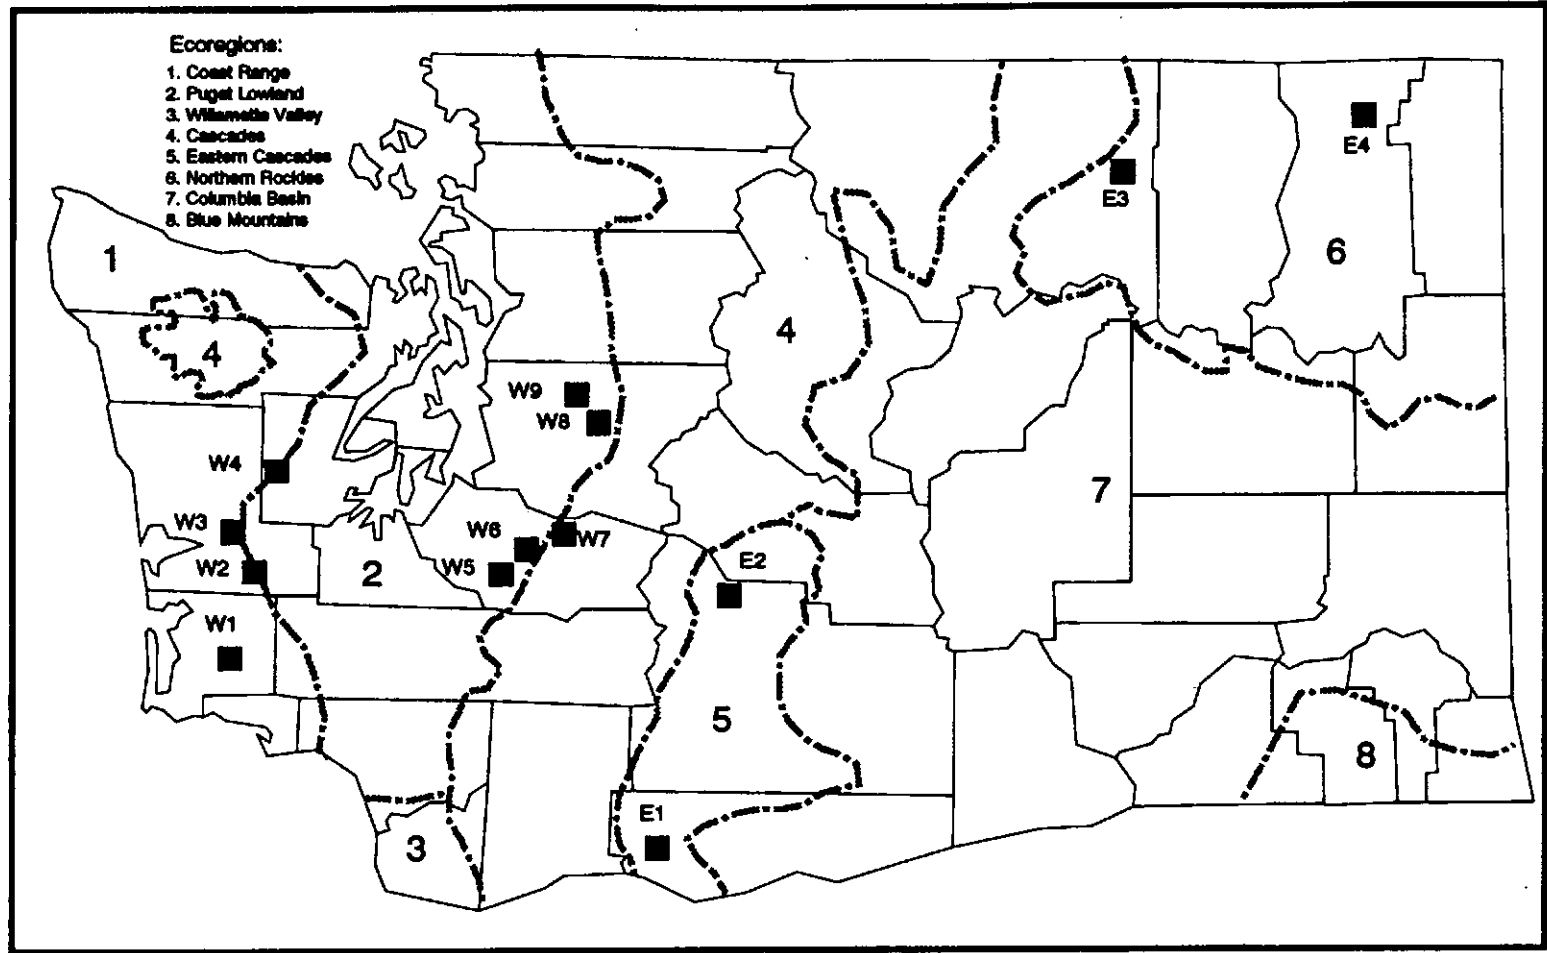 Ecoregions:
1. Coast Range
2. Puget Lowland
3. Willamette Valley
4. Cascades
5. Eastern Cascades
6. Northern Rockies
7. Columbia Basin
8. Blue Mountains
E4
E3
1
6
4
4
W9
W8
W4
7
W3
W6
W7
W2
W5
2
E2
W1
5
8
E1
3